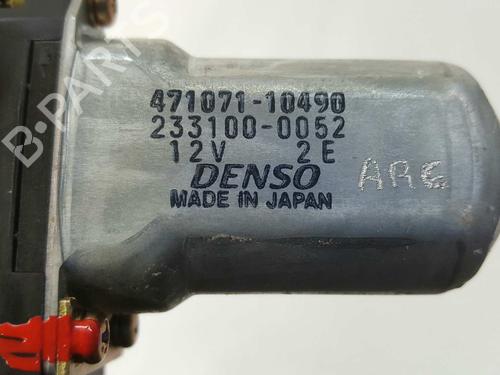 B-PARTS
471071-10490
233100-0052
12V 2E
DENSO
MADE IN JAPAN
ARE